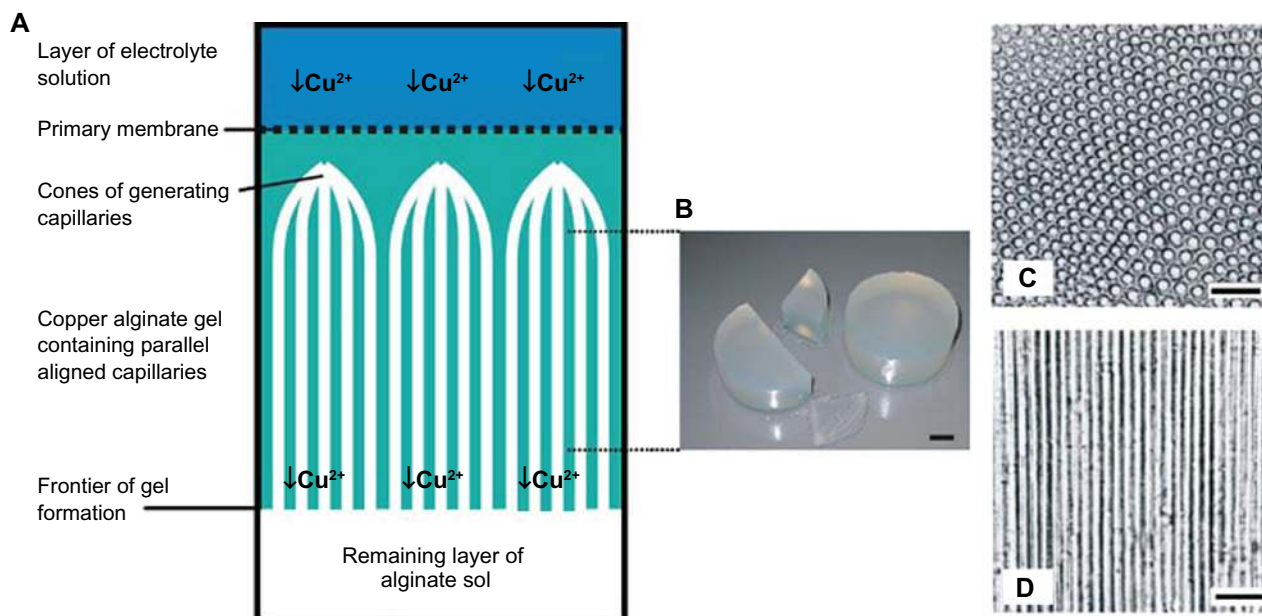 A
Layer of electrolyte
solution
↓Cu²⁺ ↓Cu²⁺ ↓Cu²⁺
Primary membrane
Cones of generating
capillaries
B
Copper alginate gel
containing parallel
aligned capillaries
↓Cu²⁺ ↓Cu²⁺ ↓Cu²⁺
Frontier of gel
formation
Remaining layer of
alginate sol
C
D